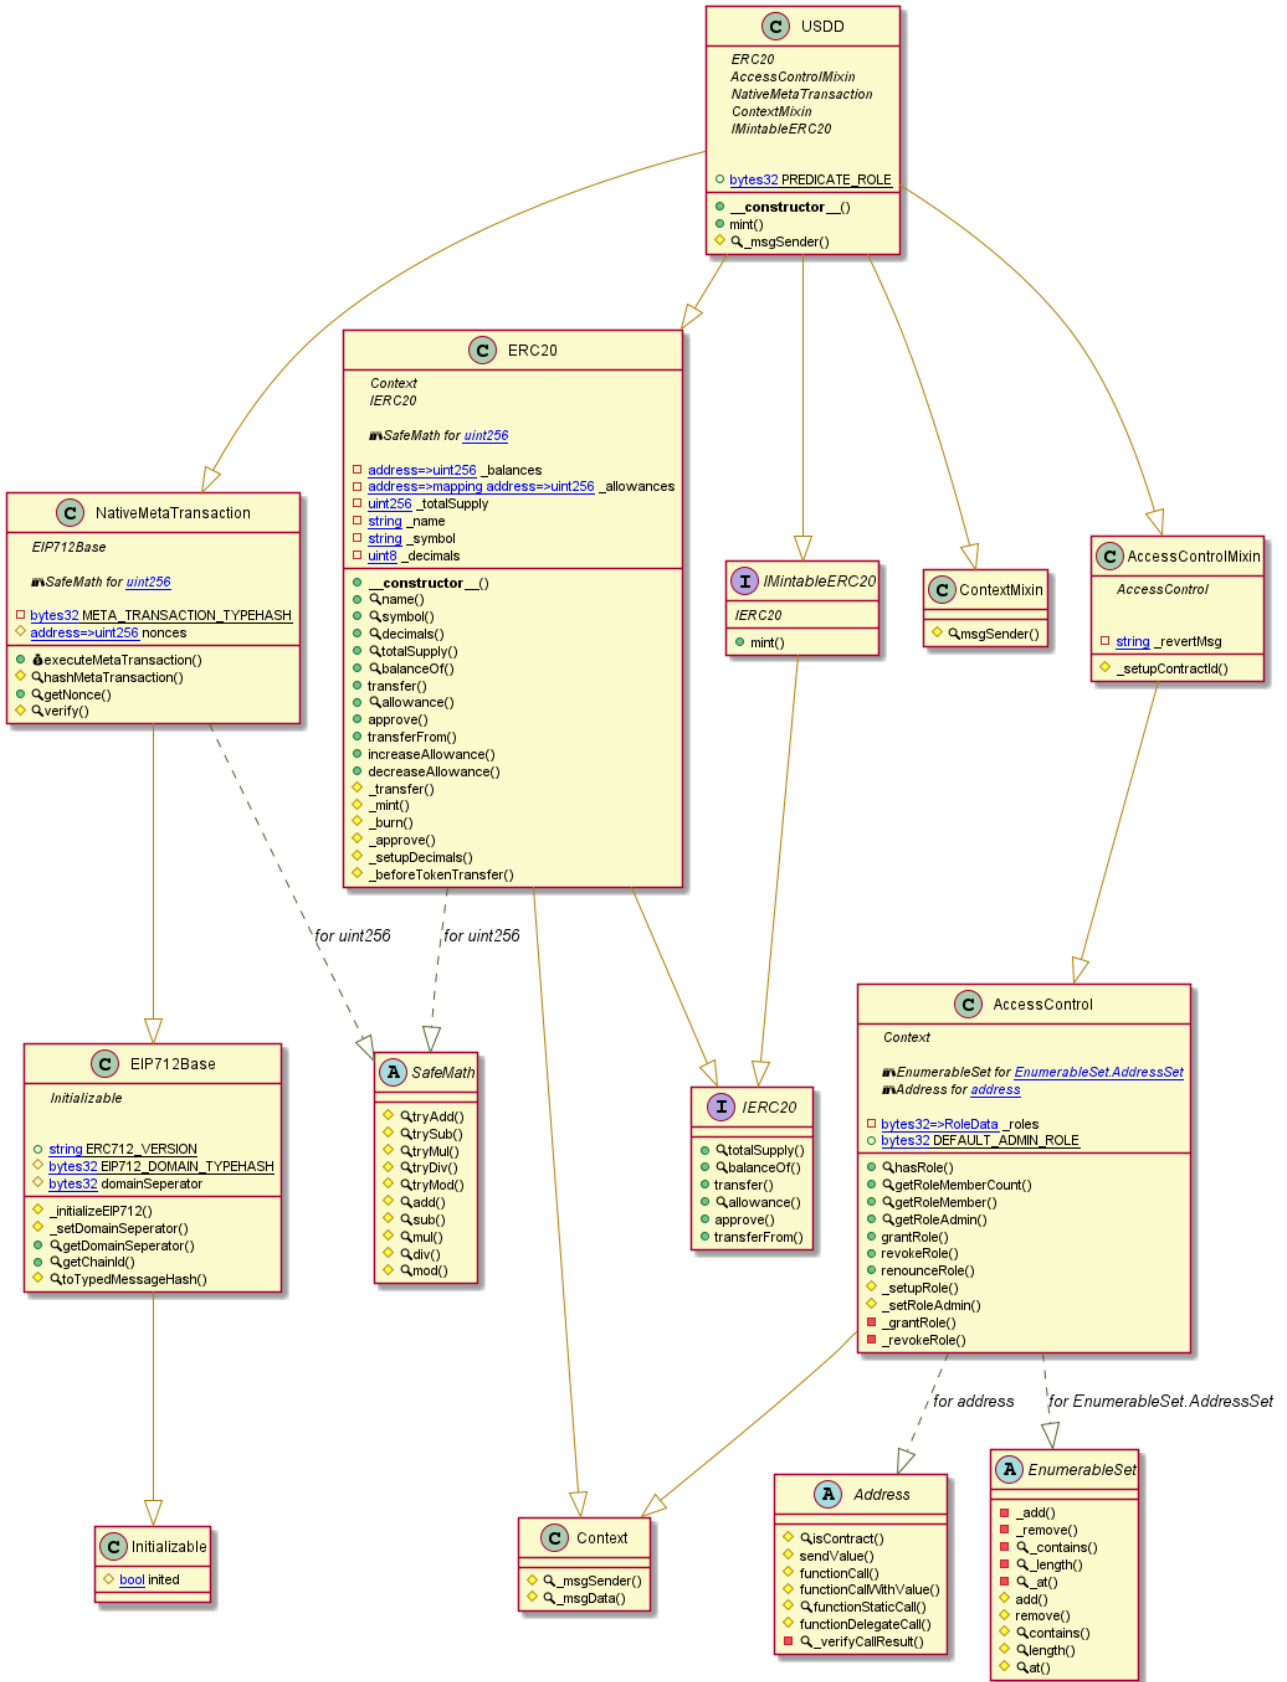 C USDD
ERC20
AccessControlMixin
NativeMetaTransaction
ContextMixin
IMintableERC20
bytes32 PREDICATE_ROLE
__constructor__()
mint()
_msgSender()
C ERC20
Context
IERC20
SafeMath for uint256
address=>uint256 _balances
address=>mapping address=>uint256 _allowances
uint256 _totalSupply
string _name
string _symbol
uint8 _decimals
__constructor__()
name()
symbol()
decimals()
totalSupply()
balanceOf()
transfer()
allowance()
approve()
transferFrom()
increaseAllowance()
decreaseAllowance()
_transfer()
_mint()
_burn()
_approve()
_setupDecimals()
_beforeTokenTransfer()
C NativeMetaTransaction
EIP712Base
SafeMath for uint256
bytes32 META_TRANSACTION_TYPEHASH
address=>uint256 nonces
executeMetaTransaction()
hashMetaTransaction()
getNonce()
verify()
I IMintableERC20
IERC20
mint()
C ContextMixin
msgSender()
C AccessControlMixin
AccessControl
string _revertMsg
_setupContractId()
for uint256
for uint256
C EIP712Base
Initializable
string ERC712_VERSION
bytes32 EIP712_DOMAIN_TYPEHASH
bytes32 domainSeperator
_initializeEIP712()
_setDomainSeperator()
getDomainSeperator()
getChainId()
toTypedMessageHash()
A SafeMath
tryAdd()
trySub()
tryMul()
tryDiv()
tryMod()
add()
sub()
mul()
div()
mod()
I IERC20
totalSupply()
balanceOf()
transfer()
allowance()
approve()
transferFrom()
C AccessControl
Context
EnumerableSet for EnumerableSet.AddressSet
Address for address
bytes32=>RoleData _roles
bytes32 DEFAULT_ADMIN_ROLE
hasRole()
getRoleMemberCount()
getRoleMember()
getRoleAdmin()
grantRole()
revokeRole()
renounceRole()
_setupRole()
_setRoleAdmin()
_grantRole()
_revokeRole()
for address
for EnumerableSet.AddressSet
C Initializable
bool inited
C Context
_msgSender()
_msgData()
A Address
isContract()
sendValue()
functionCall()
functionCallWithValue()
functionStaticCall()
functionDelegateCall()
_verifyCallResult()
A EnumerableSet
_add()
_remove()
_contains()
_length()
_at()
add()
remove()
contains()
length()
at()